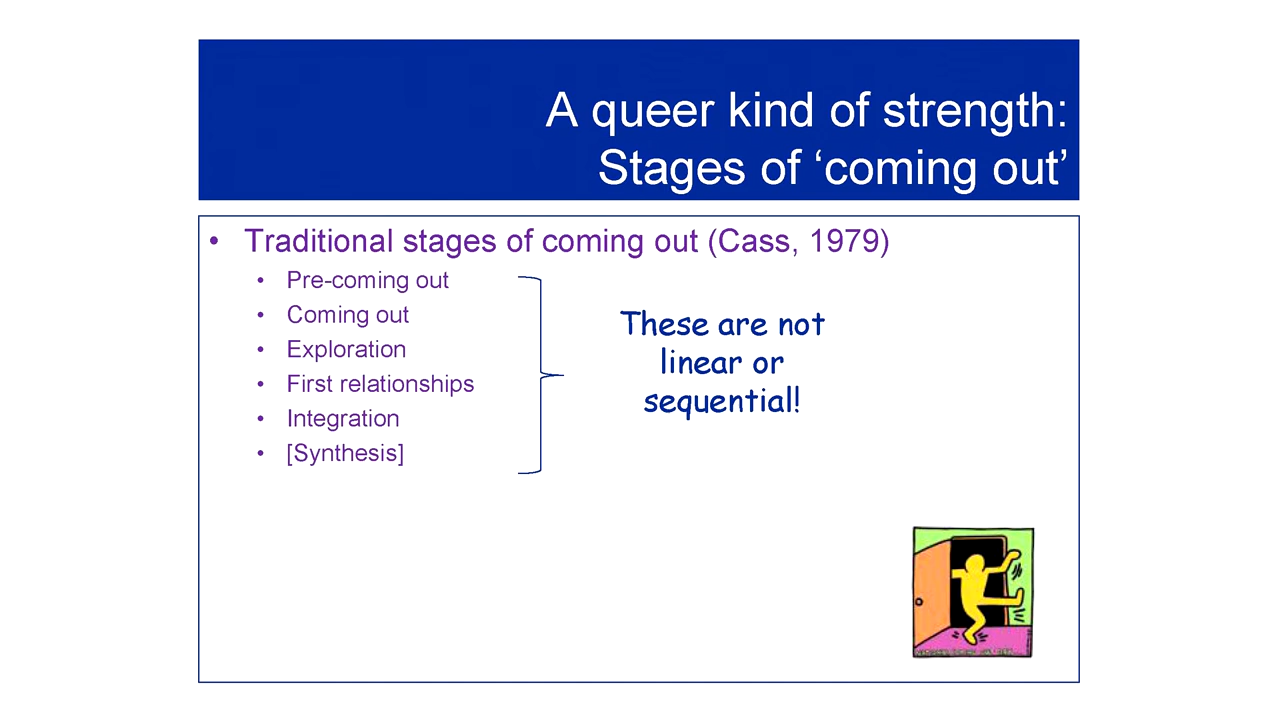 A queer kind of strength:
Stages of ‘coming out’
• Traditional stages of coming out (Cass, 1979)
• Pre-coming out
• Coming out
• Exploration
• First relationships
• Integration
• [Synthesis]
These are not
linear or
sequential!